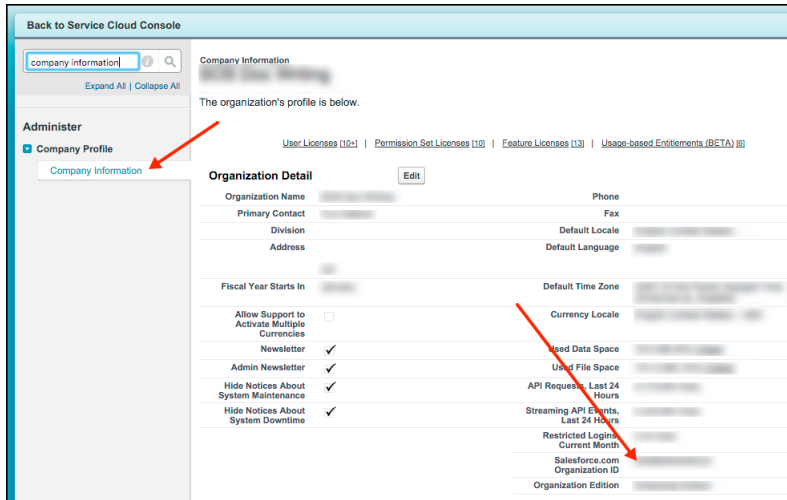 Back to Service Cloud Console
company information
Expand All | Collapse All
Administer
Company Profile
Company Information
Company Information
The organization's profile is below.
User Licenses [10+] | Permission Set Licenses [10] | Feature Licenses [13] | Usage-based Entitlements (BETA) [6]
Organization Detail Edit
Organization Name Phone
Primary Contact Fax
Division Default Locale
Address Default Language
Fiscal Year Starts In Default Time Zone
Allow Support to Activate Multiple Currencies Currency Locale
Newsletter Used Data Space
Admin Newsletter Used File Space
Hide Notices About System Maintenance API Requests, Last 24 Hours
Hide Notices About System Downtime Streaming API Events, Last 24 Hours
Restricted Logins, Current Month
Salesforce.com Organization ID
Organization Edition